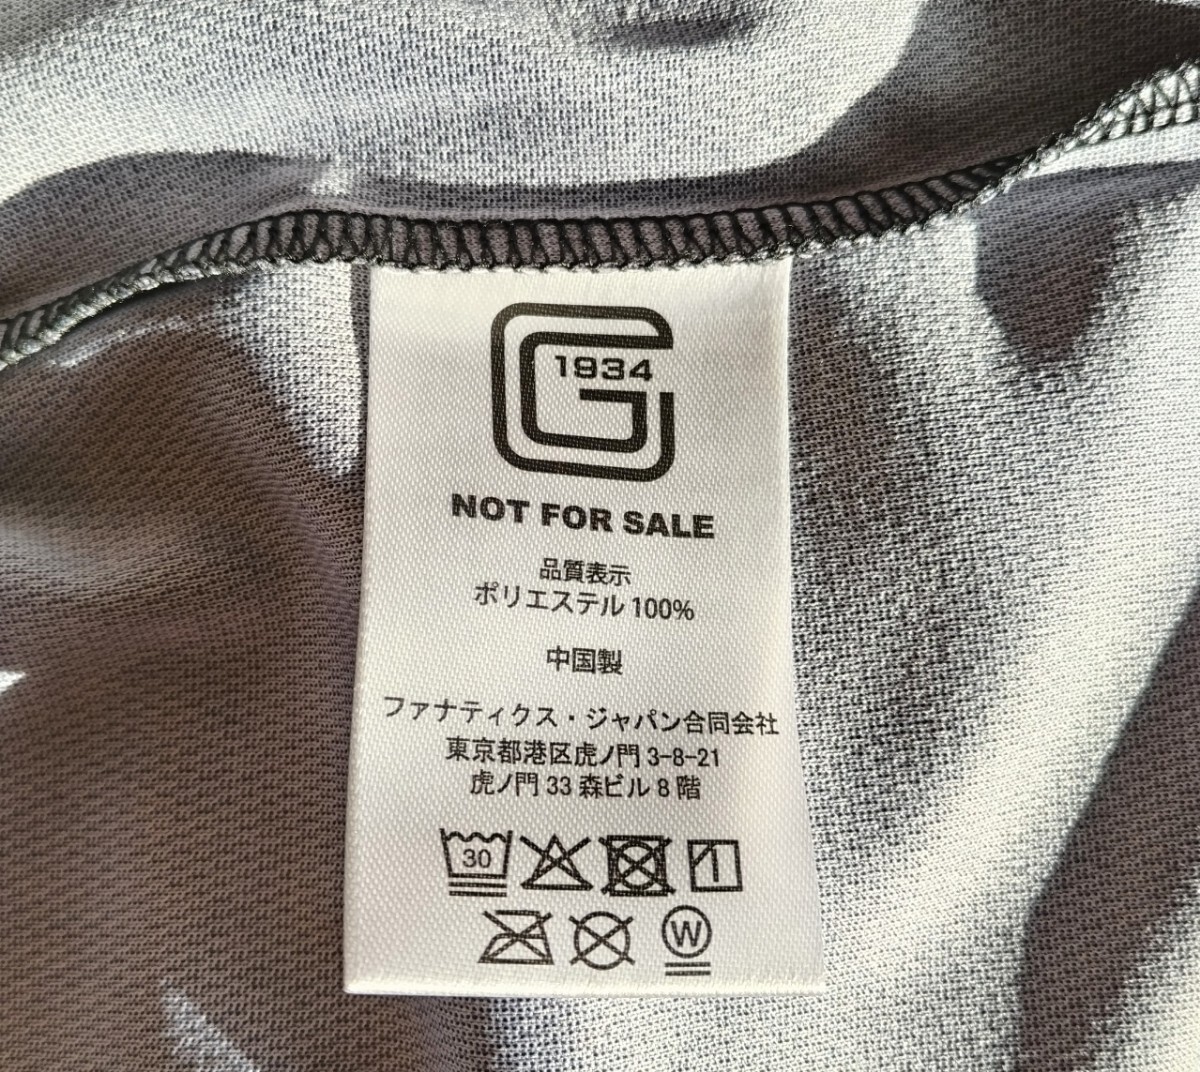 1934
G
NOT FOR SALE
品質表示
ポリエステル 100%
中国製
ファナティクス・ジャパン合同会社
東京都港区虎ノ門 3-8-21
虎ノ門 33 森ビル 8 階
30
W